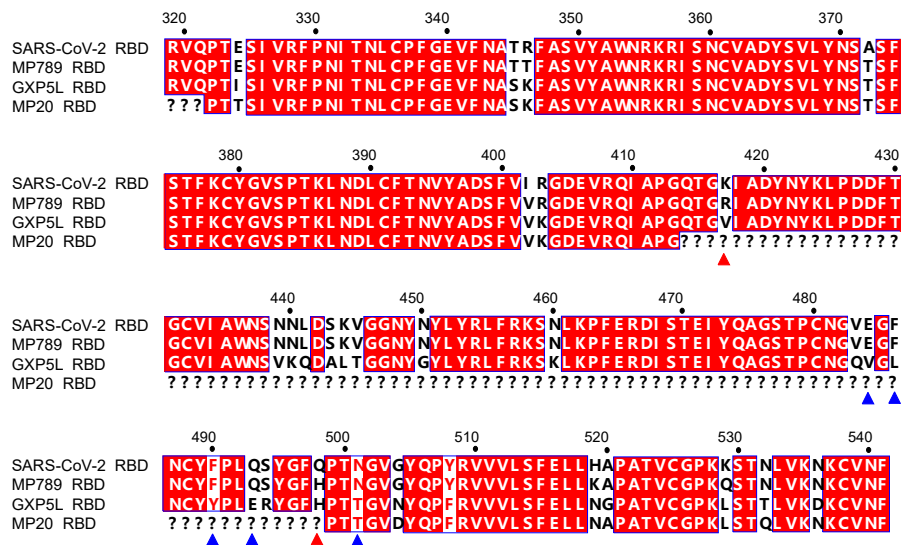 320 330 340 350 360 370
SARS-CoV-2 RBD RVQPTESIVRFPNITNLCPFGEVFNATRFASVYAWNRKRISNCVADYSVLYNSASF
MP789 RBD RVQPTESIVRFPNITNLCPFGEVFNATTFASVYAWNRKRISNCVADYSVLYNSTSF
GXP5L RBD RVQPTISIVRFPNITNLCPFGEVFNASKFASVYAWNRKRISNCVADYSVLYNSTSF
MP20 RBD ???PTTSIVRFPNITNLCPFGEVFNASKFASVYAWNRKRISNCVADYSVLYNSTSF
380 390 400 410 420 430
SARS-CoV-2 RBD STFKCYGVSPTKLNDLCFTNVYADSFVIRGDEVRQIAPGQTGKIADYNYKLPDDFT
MP789 RBD STFKCYGVSPTKLNDLCFTNVYADSFVVRGDEVRQIAPGQTGRIADYNYKLPDDFT
GXP5L RBD STFKCYGVSPTKLNDLCFTNVYADSFVVKGDEVRQIAPGQTGVIADYNYKLPDDFT
MP20 RBD STFKCYGVSPTKLNDLCFTNVYADSFVVKGDEVRQIAPG?????????????????
440 450 460 470 480
SARS-CoV-2 RBD GCVIAWNSNNLDSKVGGNYNYLYRLFRKSNLKPFERDISTEIYQAGSTPCNGVEGF
MP789 RBD GCVIAWNSNNLDSKVGGNYNYLYRLFRKSNLKPFERDISTEIYQAGSTPCNGVEGF
GXP5L RBD GCVIAWNSVKQDALTGGNYGYLYRLFRKSKLKPFERDISTEIYQAGSTPCNGQVGL
MP20 RBD ????????????????????????????????????????????????????????
490 500 510 520 530 540
SARS-CoV-2 RBD NCYFPLQSYGFQPTNGVGYQPYRVVVLSFELLHAPATVCGPKKSTNLVKNKCVNF
MP789 RBD NCYFPLQSYGFHPTNGVGYQPYRVVVLSFELLKAPATVCGPKQSTNLVKNKCVNF
GXP5L RBD NCYYPLERYGFHPTTGVNYQPFRVVVLSFELLNGPATVCGPKLSTTLVKDKCVNF
MP20 RBD ????????????PTTGVDYQPFRVVVLSFELLNAPATVCGPKLSTQLVKNKCVNF